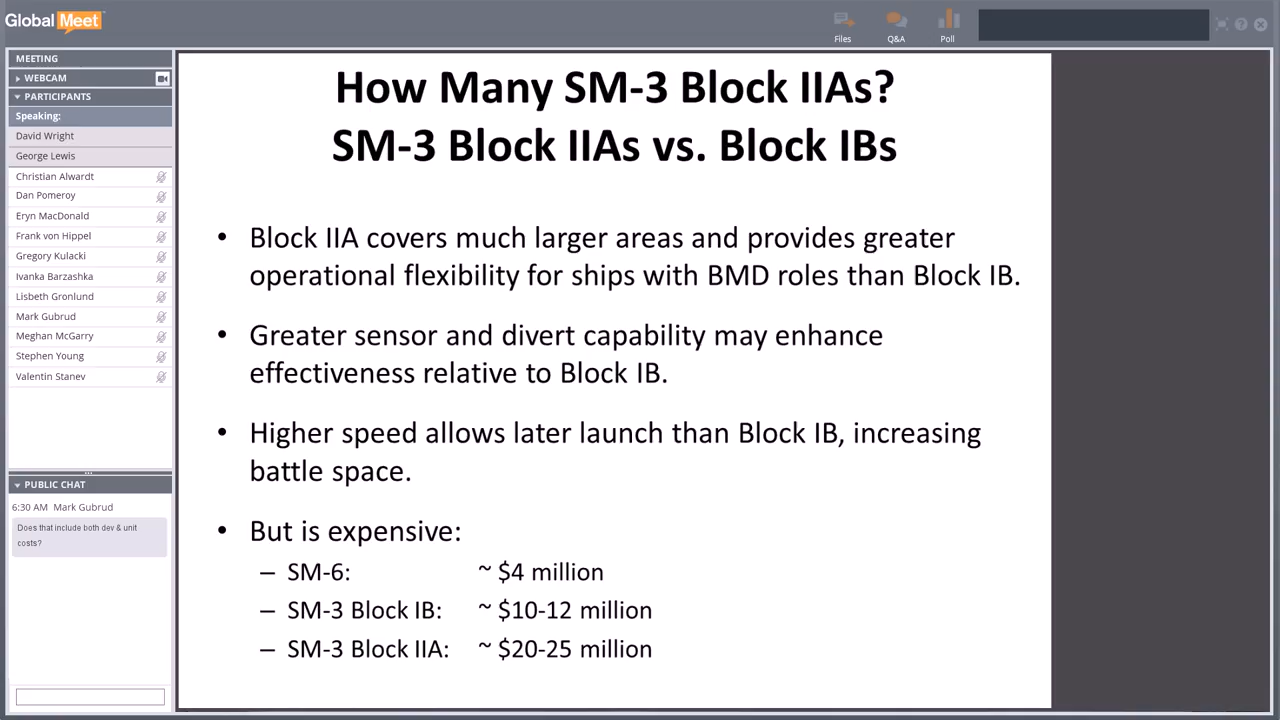 Global Meet
Files
Q&A
Poll
MEETING
WEBCAM
PARTICIPANTS
Speaking:
David Wright
George Lewis
Christian Alwardt
Dan Pomeroy
Eryn MacDonald
Frank von Hippel
Gregory Kulacki
Ivanka Barzashka
Lisbeth Gronlund
Mark Gubrud
Meghan McGarry
Stephen Young
Valentin Stanev
PUBLIC CHAT
6:30 AM Mark Gubrud
Does that include both dev & unit
costs?
How Many SM-3 Block IIAs?
SM-3 Block IIAs vs. Block IBs
• Block IIA covers much larger areas and provides greater
operational flexibility for ships with BMD roles than Block IB.
• Greater sensor and divert capability may enhance
effectiveness relative to Block IB.
• Higher speed allows later launch than Block IB, increasing
battle space.
• But is expensive:
– SM-6: ~ $4 million
– SM-3 Block IB: ~ $10-12 million
– SM-3 Block IIA: ~ $20-25 million